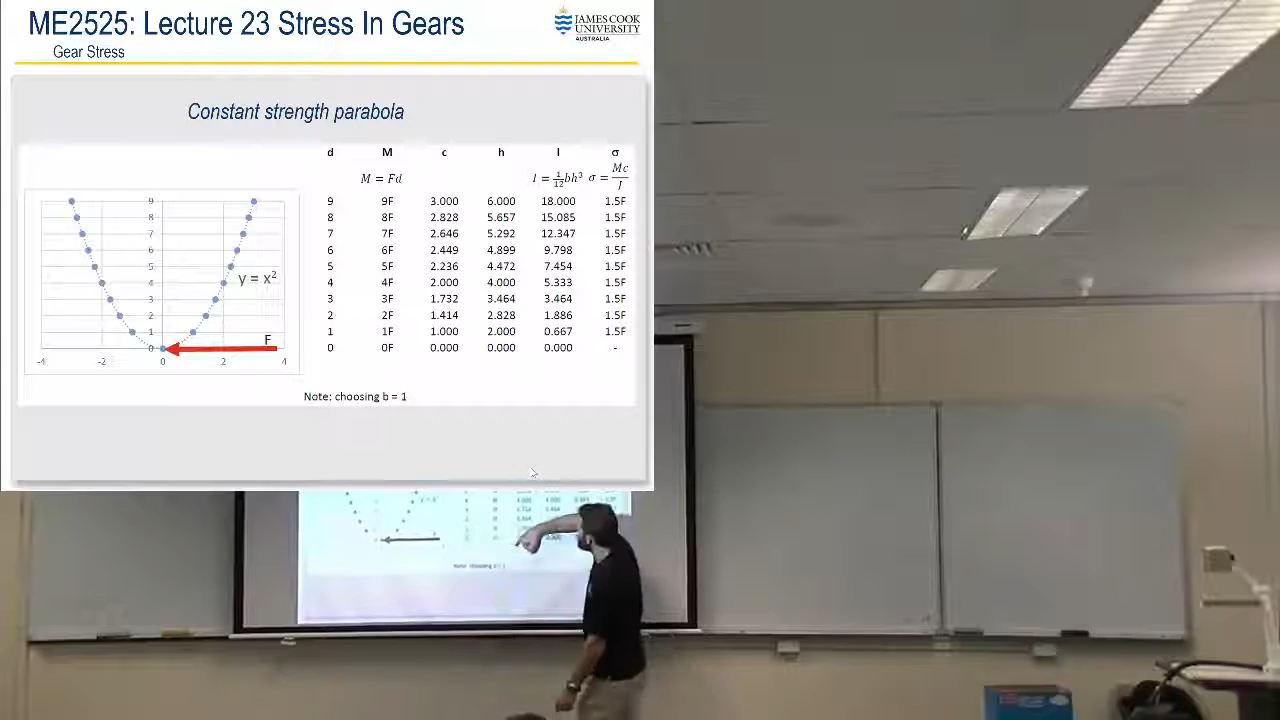 ME2525: Lecture 23 Stress In Gears
Gear Stress
JAMES COOK
UNIVERSITY
AUSTRALIA
Constant strength parabola
d M c h I σ
M = Fd I = 1/12 bh³ σ = Mc/I
9 9F 3.000 6.000 18.000 1.5F
8 8F 2.828 5.657 15.085 1.5F
7 7F 2.646 5.292 12.347 1.5F
6 6F 2.449 4.899 9.798 1.5F
5 5F 2.236 4.472 7.454 1.5F
4 4F 2.000 4.000 5.333 1.5F
3 3F 1.732 3.464 3.464 1.5F
2 2F 1.414 2.828 1.886 1.5F
1 1F 1.000 2.000 0.667 1.5F
0 0F 0.000 0.000 0.000 -
9
8
7
6
5
4
3
2
1
0
y = x²
F
-4 -2 0 2 4
Note: choosing b = 1
Note: choosing b = 1